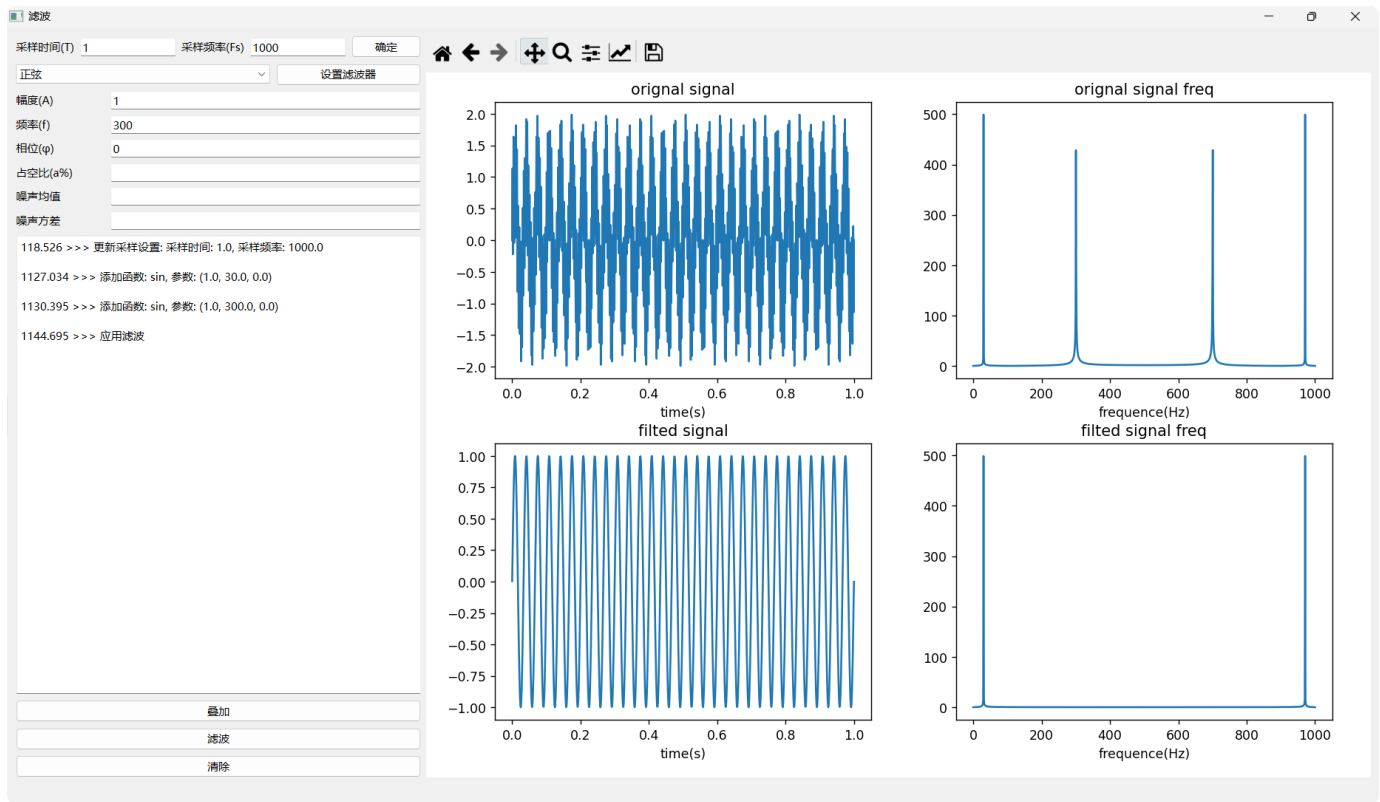 滤波
采样时间(T) 1 采样频率(Fs) 1000 确定
正弦 设置滤波器
幅度(A) 1
频率(f) 300
相位(φ) 0
占空比(a%)
噪声均值
噪声方差
118.526 >>> 更新采样设置: 采样时间: 1.0, 采样频率: 1000.0
1127.034 >>> 添加函数: sin, 参数: (1.0, 30.0, 0.0)
1130.395 >>> 添加函数: sin, 参数: (1.0, 300.0, 0.0)
1144.695 >>> 应用滤波
叠加
滤波
清除
orignal signal
2.0
1.5
1.0
0.5
0.0
−0.5
−1.0
−1.5
−2.0
0.0 0.2 0.4 0.6 0.8 1.0
time(s)
orignal signal freq
500
400
300
200
100
0
0 200 400 600 800 1000
frequence(Hz)
filted signal
1.00
0.75
0.50
0.25
0.00
−0.25
−0.50
−0.75
−1.00
0.0 0.2 0.4 0.6 0.8 1.0
time(s)
filted signal freq
500
400
300
200
100
0
0 200 400 600 800 1000
frequence(Hz)